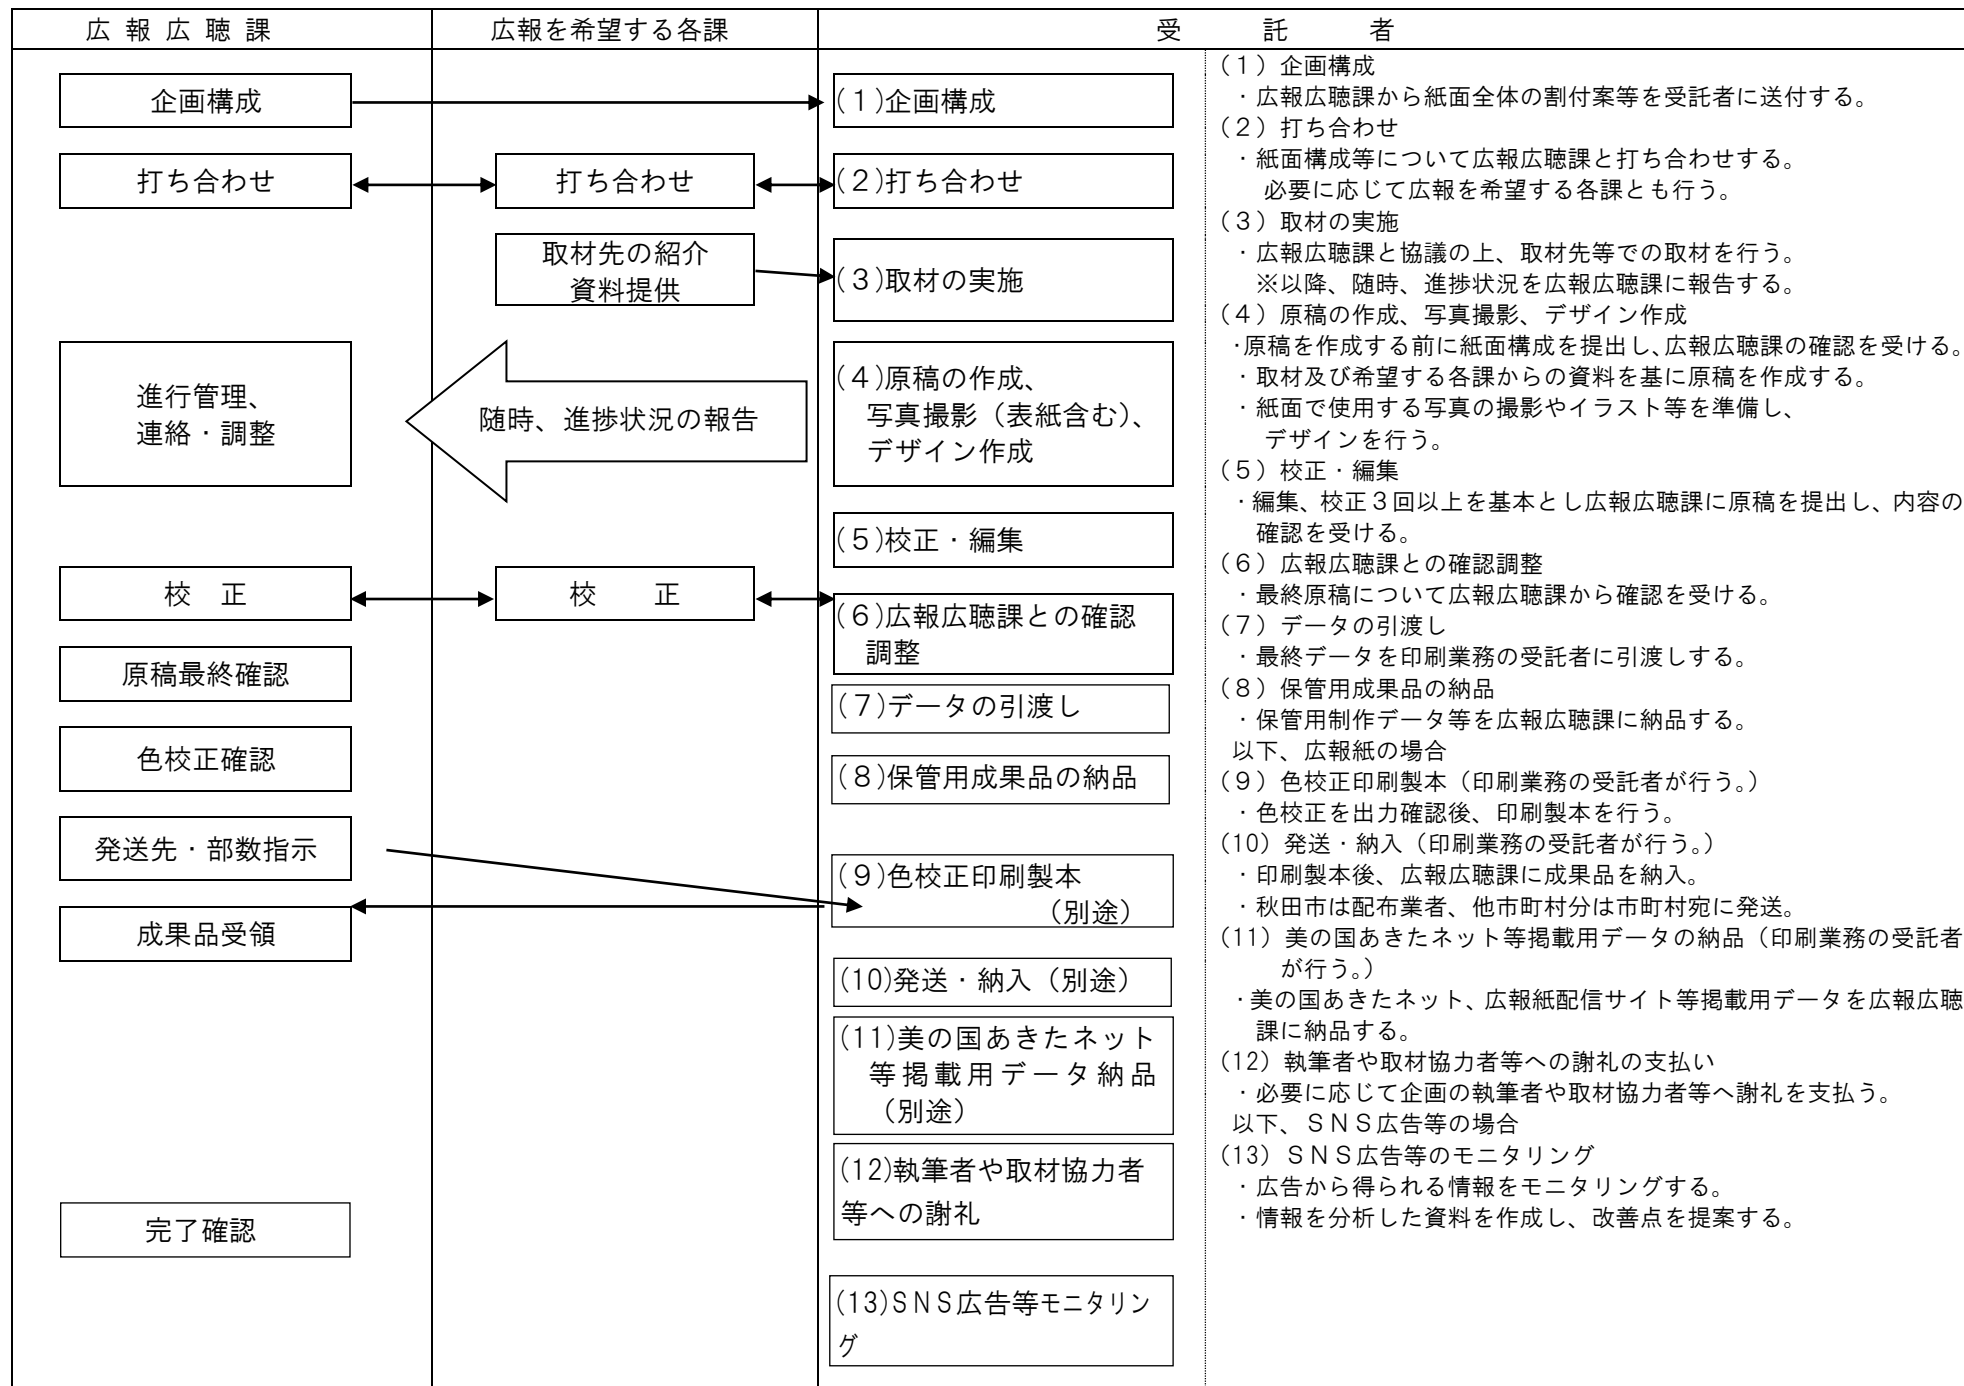 広報広聴課
広報を希望する各課
受託者
企画構成
(1)企画構成
打ち合わせ
打ち合わせ
(2)打ち合わせ
取材先の紹介
資料提供
(3)取材の実施
進行管理、
連絡・調整
随時、進捗状況の報告
(4)原稿の作成、
写真撮影（表紙含む）、
デザイン作成
(5)校正・編集
校　正
校　正
(6)広報広聴課との確認
調整
原稿最終確認
(7)データの引渡し
色校正確認
(8)保管用成果品の納品
発送先・部数指示
(9)色校正印刷製本
（別途）
成果品受領
(10)発送・納入（別途）
(11)美の国あきたネット
等掲載用データ納品
（別途）
(12)執筆者や取材協力者
等への謝礼
完了確認
(13)ＳＮＳ広告等モニタリン
グ
（1）企画構成
・広報広聴課から紙面全体の割付案等を受託者に送付する。
（2）打ち合わせ
・紙面構成等について広報広聴課と打ち合わせする。
必要に応じて広報を希望する各課とも行う。
（3）取材の実施
・広報広聴課と協議の上、取材先等での取材を行う。
※以降、随時、進捗状況を広報広聴課に報告する。
（4）原稿の作成、写真撮影、デザイン作成
・原稿を作成する前に紙面構成を提出し、広報広聴課の確認を受ける。
・取材及び希望する各課からの資料を基に原稿を作成する。
・紙面で使用する写真の撮影やイラスト等を準備し、
デザインを行う。
（5）校正・編集
・編集、校正３回以上を基本とし広報広聴課に原稿を提出し、内容の
確認を受ける。
（6）広報広聴課との確認調整
・最終原稿について広報広聴課から確認を受ける。
（7）データの引渡し
・最終データを印刷業務の受託者に引渡しする。
（8）保管用成果品の納品
・保管用制作データ等を広報広聴課に納品する。
以下、広報紙の場合
（9）色校正印刷製本（印刷業務の受託者が行う。）
・色校正を出力確認後、印刷製本を行う。
（10）発送・納入（印刷業務の受託者が行う。）
・印刷製本後、広報広聴課に成果品を納入。
・秋田市は配布業者、他市町村分は市町村宛に発送。
（11）美の国あきたネット等掲載用データの納品（印刷業務の受託者
が行う。）
・美の国あきたネット、広報紙配信サイト等掲載用データを広報広聴
課に納品する。
（12）執筆者や取材協力者等への謝礼の支払い
・必要に応じて企画の執筆者や取材協力者等へ謝礼を支払う。
以下、ＳＮＳ広告等の場合
（13）ＳＮＳ広告等のモニタリング
・広告から得られる情報をモニタリングする。
・情報を分析した資料を作成し、改善点を提案する。